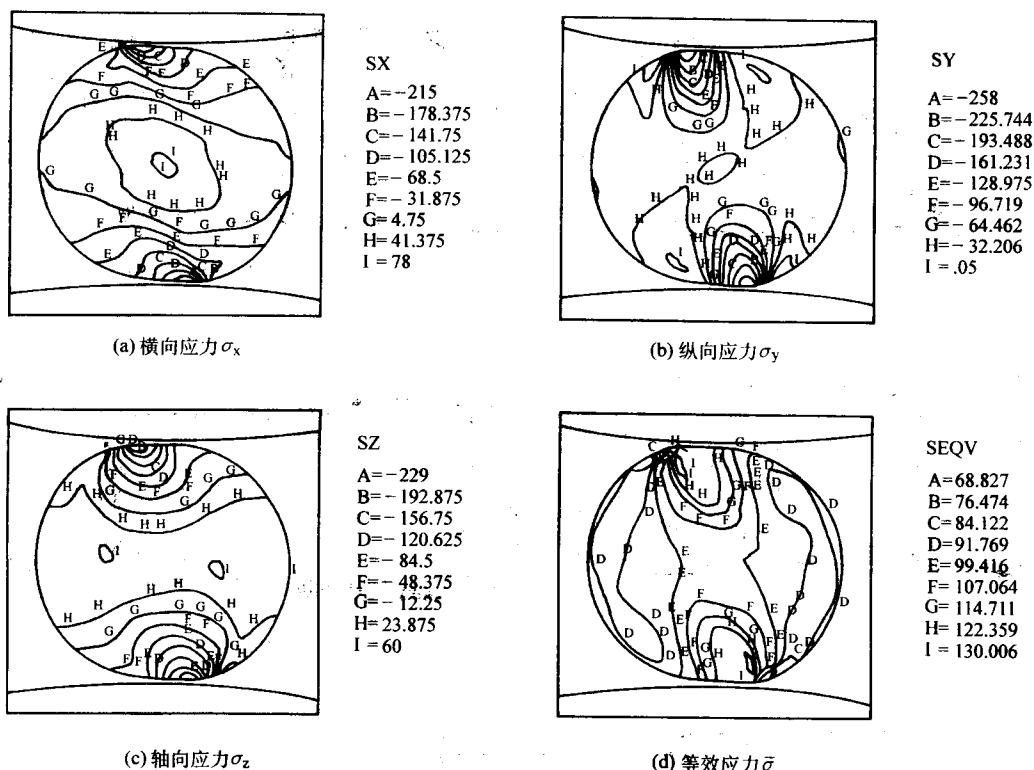 SX
A=-215
B=-178.375
C=-141.75
D=-105.125
E=-68.5
F=-31.875
G=4.75
H=41.375
I=78
(a) 横向应力σx
SY
A=-258
B=-225.744
C=-193.488
D=-161.231
E=-128.975
F=-96.719
G=-64.462
H=-32.206
I=.05
(b) 纵向应力σy
SZ
A=-229
B=-192.875
C=-156.75
D=-120.625
E=-84.5
F=-48.375
G=-12.25
H=23.875
I=60
(c) 轴向应力σz
SEQV
A=68.827
B=76.474
C=84.122
D=91.769
E=99.416
F=107.064
G=114.711
H=122.359
I=130.006
(d) 等效应力σ̄